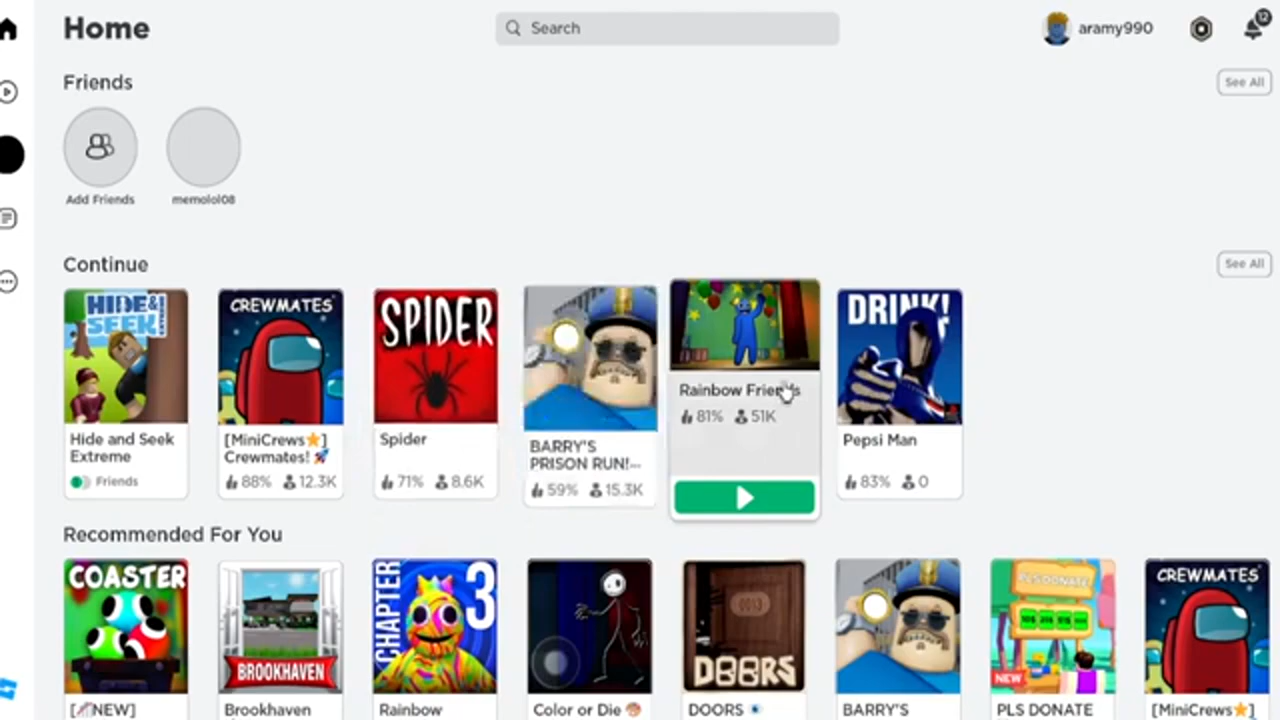 Home
Search
aramy990
12
Friends
See All
Add Friends
memolol08
Continue
See All
HIDE&
SEEK
EXTREME
CREWMATES
SPIDER
DRINK!
Hide and Seek
Extreme
Friends
[MiniCrews⭐]
Crewmates! 🚀
88% 12.3K
Spider
71% 8.6K
BARRY'S
PRISON RUN!...
59% 15.3K
Rainbow Friends
81% 51K
Pepsi Man
83% 0
Recommended For You
COASTER
BROOKHAVEN
CHAPTER
3
DOORS
PLS DONATE
NEW
CREWMATES
[🎢NEW]
Brookhaven
Rainbow
Color or Die 🎨
DOORS 👁️
BARRY'S
PLS DONATE
[MiniCrews⭐]